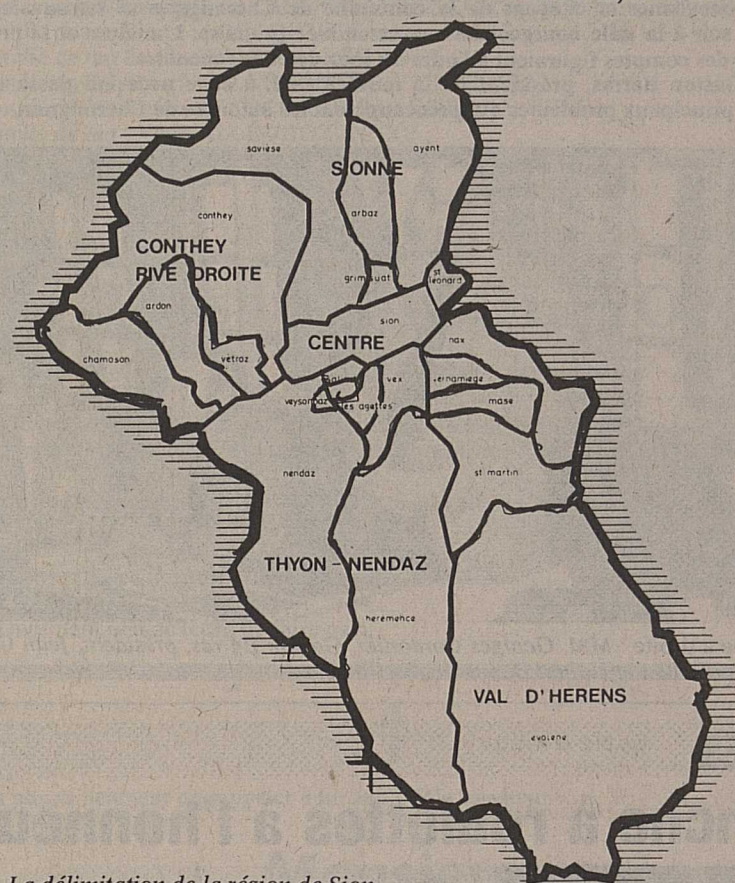 savièse
SIONNE
ayent
conthey
arbaz
CONTHEY
RIVE DROITE
grimisuat
st
léonard
ardon
sion
CENTRE
nax
chamoson
vétroz
vex
vernamiège
veysonnaz
les agettes
mase
nendaz
st martin
THYON - NENDAZ
hérémence
VAL D'HERENS
evolène
La délimitation de la région de Sion